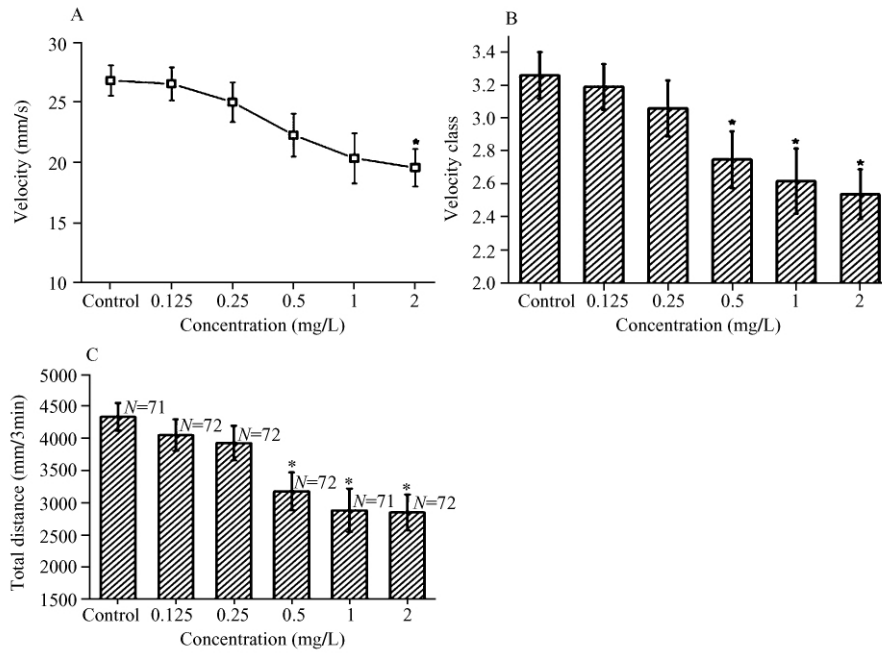 A
30
25
20
15
10
Velocity (mm/s)
*
Control 0.125 0.25 0.5 1 2
Concentration (mg/L)
B
3.2
3.6
2.8
2.6
2.4
2.2
2.0
Velocity class
* * *
Control 0.125 0.25 0.5 1 2
Concentration (mg/L)
C
5000
4500
4000
3500
3000
2500
2000
1500
Total distance (mm/3min)
N=71
N=72
N=72
*
N=72
*
N=71
*
N=72
Control 0.125 0.25 0.5 1 2
Concentration (mg/L)